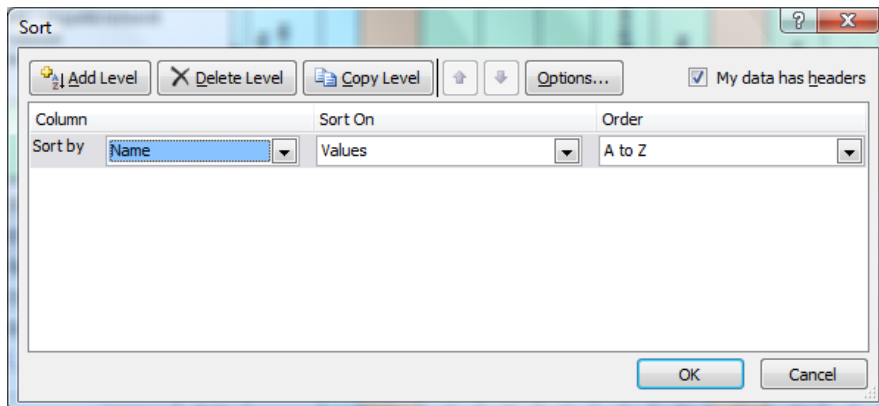 Sort
Add Level Delete Level Copy Level Options... My data has headers
Column Sort On Order
Sort by Name Values A to Z
OK Cancel